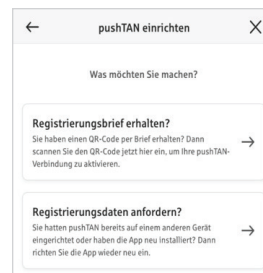 pushTAN einrichten
Was möchten Sie machen?
Registrierungsbrief erhalten?
Sie haben einen QR-Code per Brief erhalten? Dann
scannen Sie den QR-Code jetzt hier ein, um Ihre pushTAN-
Verbindung zu aktivieren.
Registrierungsdaten anfordern?
Sie hatten pushTAN bereits auf einem anderen Gerät
eingerichtet oder haben die App neu installiert? Dann
richten Sie die App wieder neu ein.